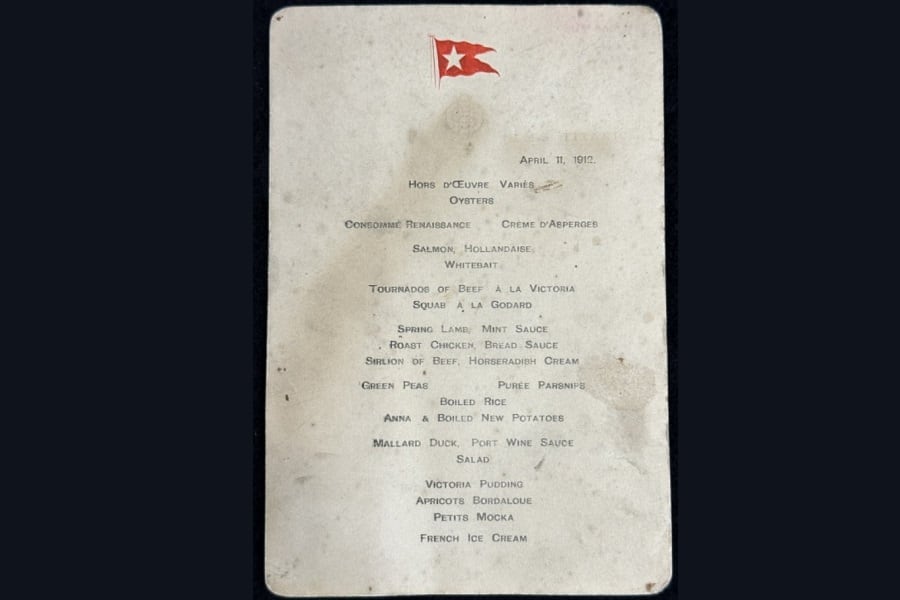 APRIL 11, 1912.
HORS D'ŒUVRE VARIÉS
OYSTERS
CONSOMMÉ RENAISSANCE CRÈME D'ASPERGES
SALMON, HOLLANDAISE
WHITEBAIT
TOURNADOS OF BEEF À LA VICTORIA
SQUAB À LA GODARD
SPRING LAMB, MINT SAUCE
ROAST CHICKEN, BREAD SAUCE
SIRLION OF BEEF, HORSERADISH CREAM
GREEN PEAS PURÉE PARSNIPS
BOILED RICE
ANNA & BOILED NEW POTATOES
MALLARD DUCK, PORT WINE SAUCE
SALAD
VICTORIA PUDDING
APRICOTS BORDALOUE
PETITS MOCKA
FRENCH ICE CREAM